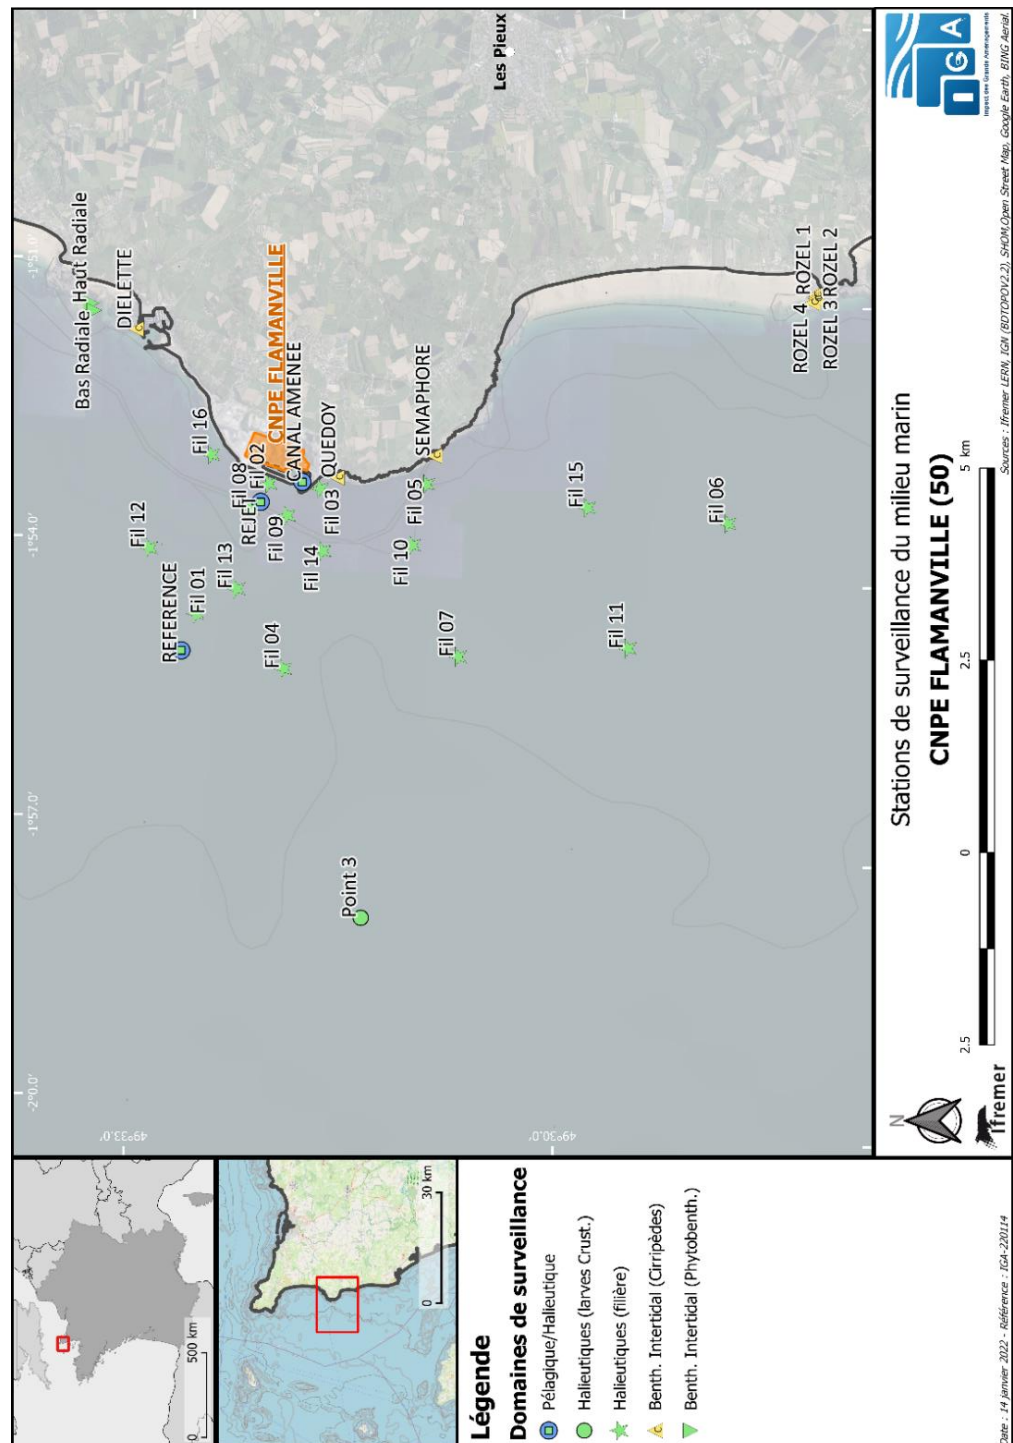 Bas Radiale
Haut Radiale
DIELETTE
Les Pieux
Fil 12
Fil 16
REFERENCE
Fil 01
Fil 13
Fil 08
Fil 02
REJET
CNPE FLAMANVILLE
CANAL AMENEE
Fil 09
Fil 04
QUEDOY
Fil 03
Fil 14
SEMAPHORE
Fil 05
Fil 10
Fil 07
Fil 15
Fil 11
Fil 06
Point 3
ROZEL 4
ROZEL 1
ROZEL 3
ROZEL 2
-2°0.0'
-1°57.0'
-1°54.0'
-1°51.0'
49°33.0'
49°30.0'
0
500 km
0
30 km
Légende
Domaines de surveillance
Pélagique/Halieutique
Halieutiques (larves Crust.)
Halieutiques (filière)
Benth. Intertidal (Cirripèdes)
Benth. Intertidal (Phytobenth.)
Date : 14 janvier 2022 - Référence : IGA-220114
N
Ifremer
Stations de surveillance du milieu marin
CNPE FLAMANVILLE (50)
2.5
0
2.5
5 km
IGA
Impact des Grands Aménagements
Sources : Ifremer LERN, IGN (BDTOPOV2.2), SHOM,Open Street Map, Google Earth, BING Aerial.